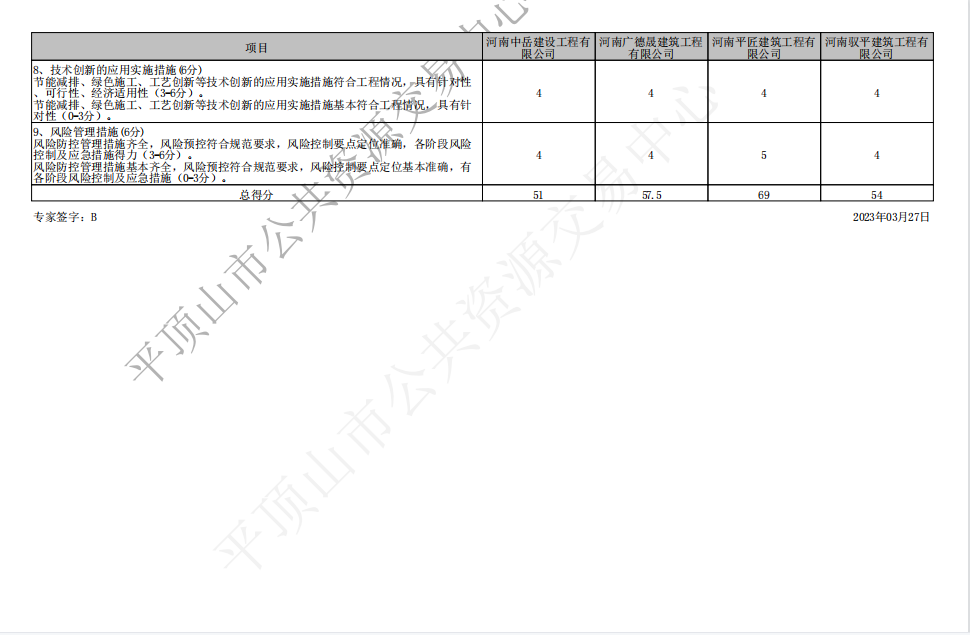 项目
河南中岳建设工程有
限公司
河南广德晟建筑工程
有限公司
河南平匠建筑工程有
限公司
河南驭平建筑工程有
限公司
8、技术创新的应用实施措施(6分)
节能减排、绿色施工、工艺创新等技术创新的应用实施措施符合工程情况，具有针对性
、可行性、经济适用性（3-6分）。
节能减排、绿色施工、工艺创新等技术创新的应用实施措施基本符合工程情况，具有针
对性（0-3分）。
4
4
4
4
9、风险管理措施(6分)
风险防控管理措施齐全，风险预控符合规范要求，风险控制要点定位准确，各阶段风险
控制及应急措施得力（3-6分）。
风险防控管理措施基本齐全，风险预控符合规范要求，风险控制要点定位基本准确，有
各阶段风险控制及应急措施（0-3分）。
4
4
5
4
总得分
51
57.5
69
54
专家签字：B
2023年03月27日
平顶山市公共资源交易中心
平顶山市公共资源交易中心